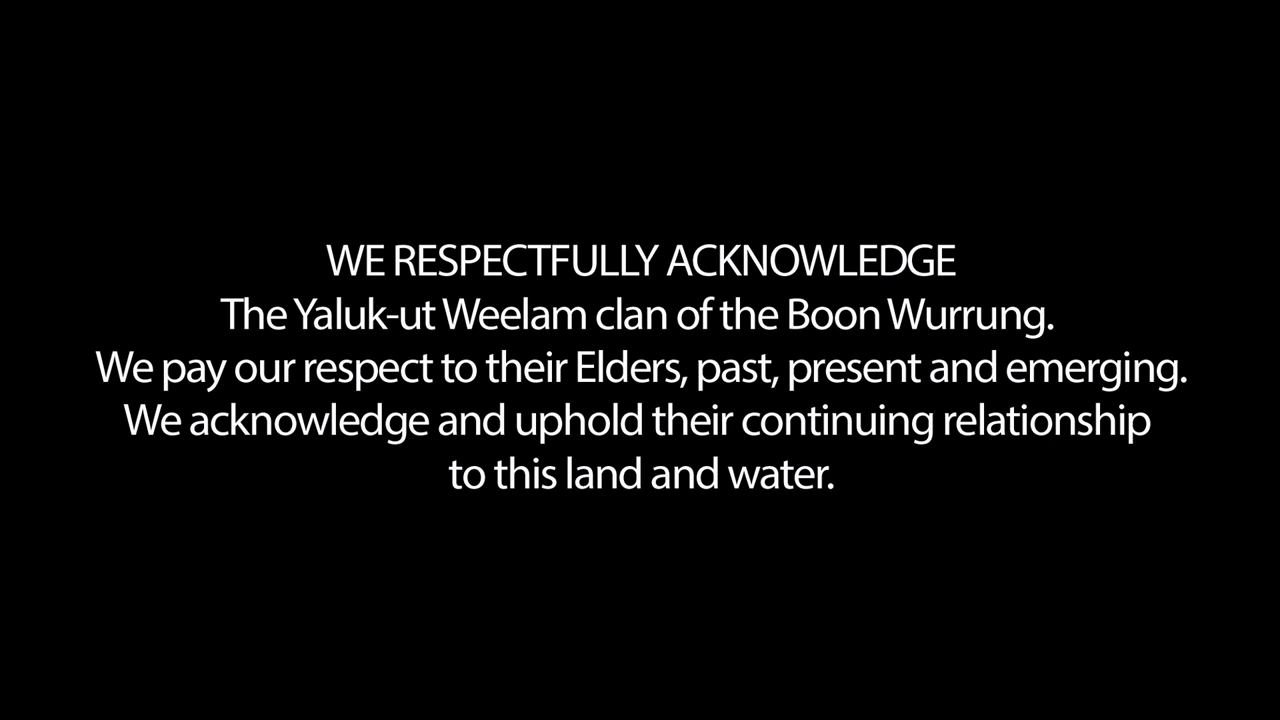 WE RESPECTFULLY ACKNOWLEDGE
The Yaluk-ut Weelam clan of the Boon Wurrung.
We pay our respect to their Elders, past, present and emerging.
We acknowledge and uphold their continuing relationship
to this land and water.